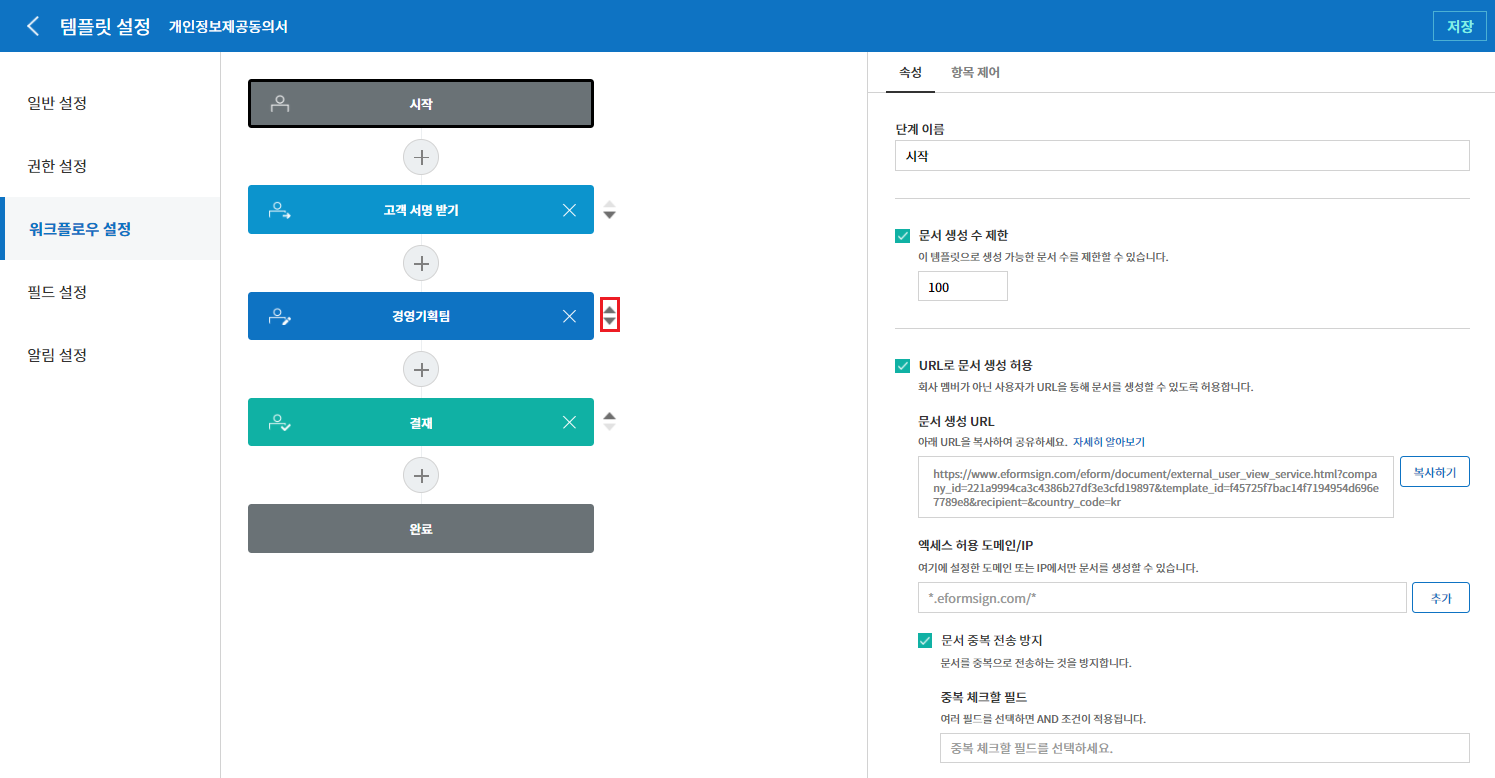 템플릿 설정 개인정보제공동의서
저장
일반 설정
권한 설정
워크플로우 설정
필드 설정
알림 설정
시작
고객 서명 받기
경영기획팀
결재
완료
속성 항목 제어
단계 이름
시작
문서 생성 수 제한
이 템플릿으로 생성 가능한 문서 수를 제한할 수 있습니다.
100
URL로 문서 생성 허용
회사 멤버가 아닌 사용자가 URL을 통해 문서를 생성할 수 있도록 허용합니다.
문서 생성 URL
아래 URL을 복사하여 공유하세요. 자세히 알아보기
https://www.eformsign.com/eform/document/external_user_view_service.html?compa
ny_id=221a9994ca3c4386b27df3e3cfd19897&template_id=f45725f7bac14f7194954d696e
7789e8&recipient=&country_code=kr
복사하기
엑세스 허용 도메인/IP
여기에 설정한 도메인 또는 IP에서만 문서를 생성할 수 있습니다.
*.eformsign.com/*
추가
문서 중복 전송 방지
문서를 중복으로 전송하는 것을 방지합니다.
중복 체크할 필드
여러 필드를 선택하면 AND 조건이 적용됩니다.
중복 체크할 필드를 선택하세요.